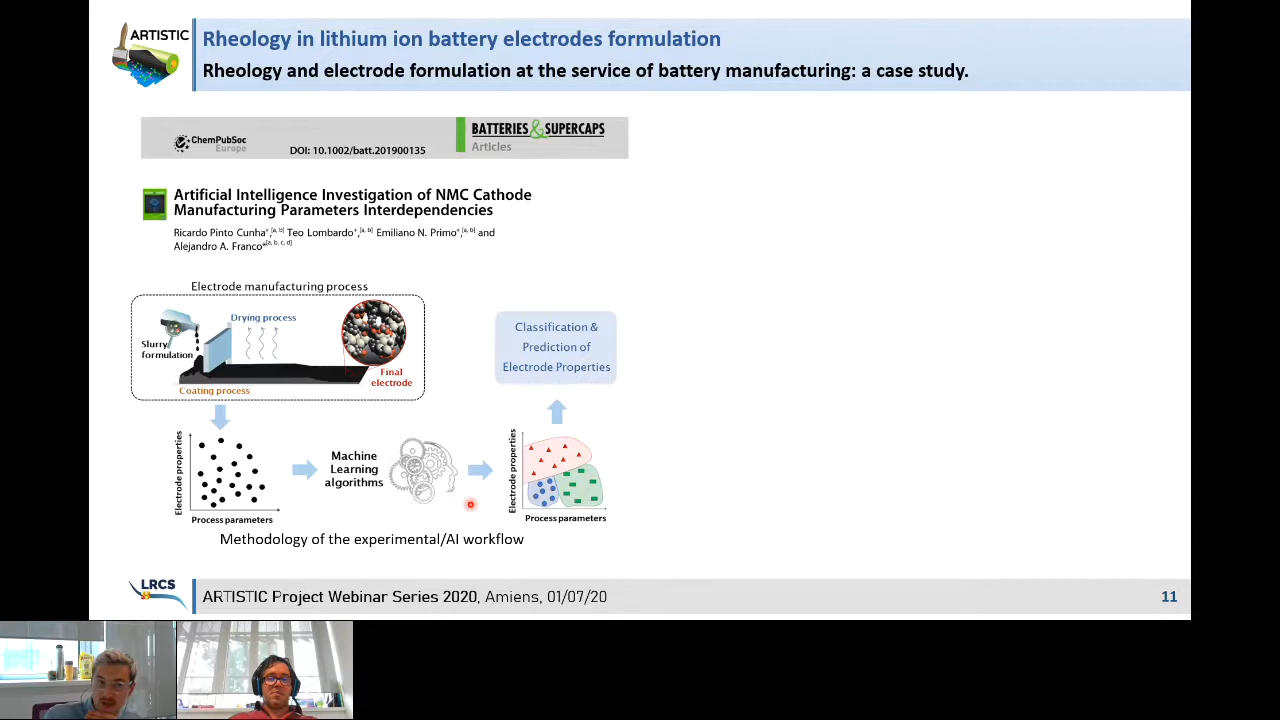 ARTISTIC
Rheology in lithium ion battery electrodes formulation
Rheology and electrode formulation at the service of battery manufacturing: a case study.
ChemPubSoc
Europe
DOI: 10.1002/batt.201900135
BATTERIES & SUPERCAPS
Articles
Artificial Intelligence Investigation of NMC Cathode
Manufacturing Parameters Interdependencies
Ricardo Pinto Cunha+,[a, b] Teo Lombardo+,[a, b] Emiliano N. Primo+,[a, b] and
Alejandro A. Franco*[a, b, c, d]
Electrode manufacturing process
Drying process
Slurry
formulation
Final
electrode
Coating process
Classification &
Prediction of
Electrode Properties
Electrode properties
Process parameters
Machine
Learning
algorithms
Electrode properties
Process parameters
Methodology of the experimental/AI workflow
LRCS
ARTISTIC Project Webinar Series 2020, Amiens, 01/07/20
11